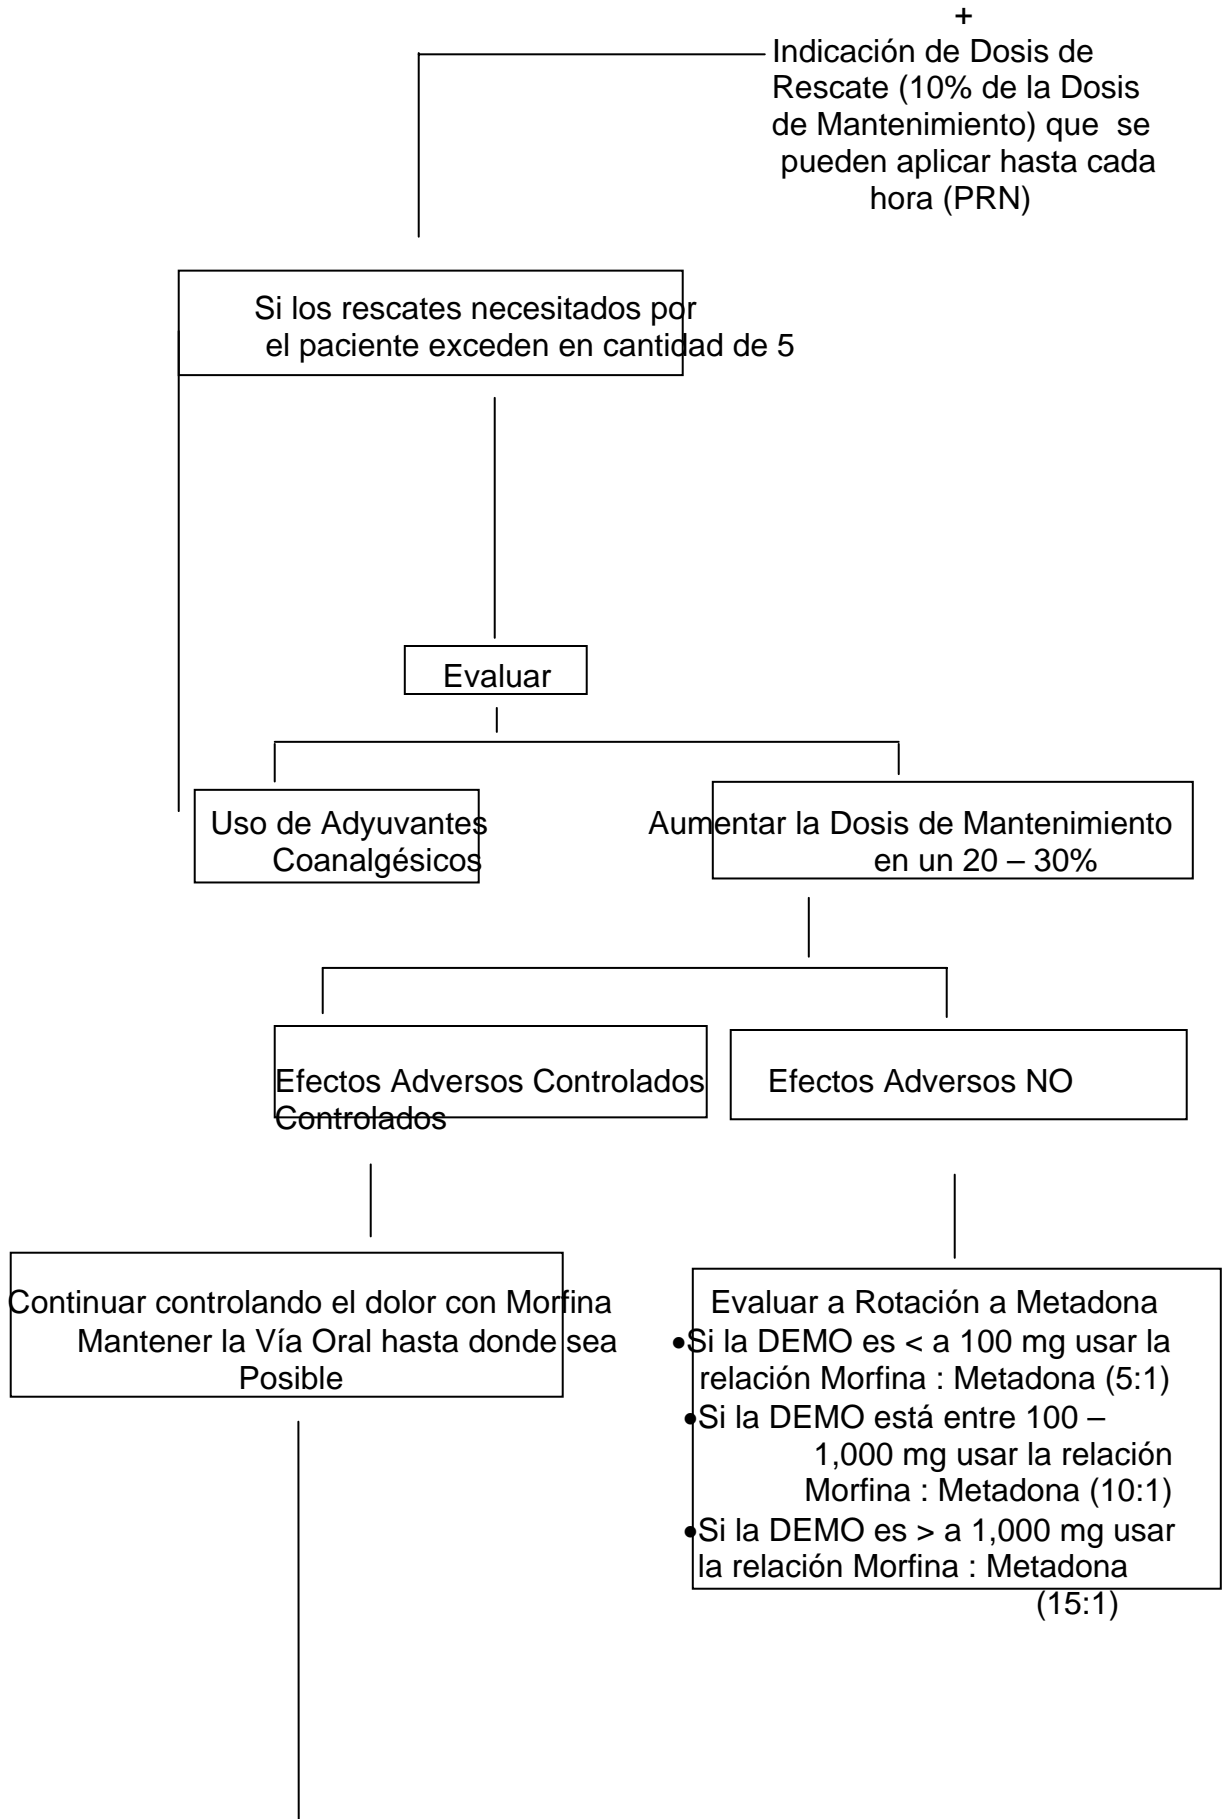 +
Indicación de Dosis de
Rescate (10% de la Dosis
de Mantenimiento) que se
pueden aplicar hasta cada
hora (PRN)
Si los rescates necesitados por
el paciente exceden en cantidad de 5
Evaluar
Uso de Adyuvantes
Coanalgésicos
Aumentar la Dosis de Mantenimiento
en un 20 – 30%
Efectos Adversos Controlados
Controlados
Efectos Adversos NO
Continuar controlando el dolor con Morfina
Mantener la Vía Oral hasta donde sea
Posible
Evaluar a Rotación a Metadona
•Si la DEMO es < a 100 mg usar la
relación Morfina : Metadona (5:1)
•Si la DEMO está entre 100 –
1,000 mg usar la relación
Morfina : Metadona (10:1)
•Si la DEMO es > a 1,000 mg usar
la relación Morfina : Metadona
(15:1)